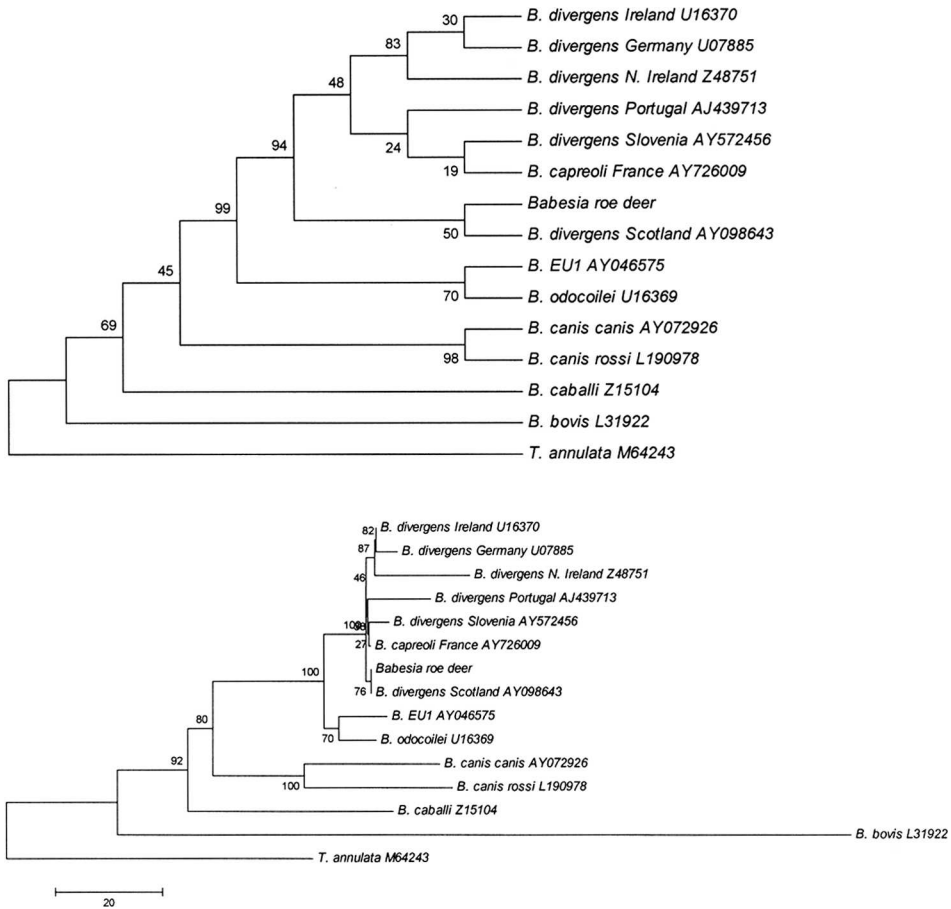 B. divergens Ireland U16370
30
B. divergens Germany U07885
83
B. divergens N. Ireland Z48751
48
B. divergens Portugal AJ439713
B. divergens Slovenia AY572456
24
94
B. capreoli France AY726009
19
Babesia roe deer
99
B. divergens Scotland AY098643
50
B. EU1 AY046575
45
B. odocoilei U16369
70
B. canis canis AY072926
69
B. canis rossi L190978
98
B. caballi Z15104
B. bovis L31922
T. annulata M64243
B. divergens Ireland U16370
82
B. divergens Germany U07885
87
B. divergens N. Ireland Z48751
46
B. divergens Portugal AJ439713
B. divergens Slovenia AY572456
100
B. capreoli France AY726009
27
Babesia roe deer
100
B. divergens Scotland AY098643
76
B. EU1 AY046575
80
B. odocoilei U16369
70
B. canis canis AY072926
92
B. canis rossi L190978
100
B. caballi Z15104
B. bovis L31922
T. annulata M64243
20